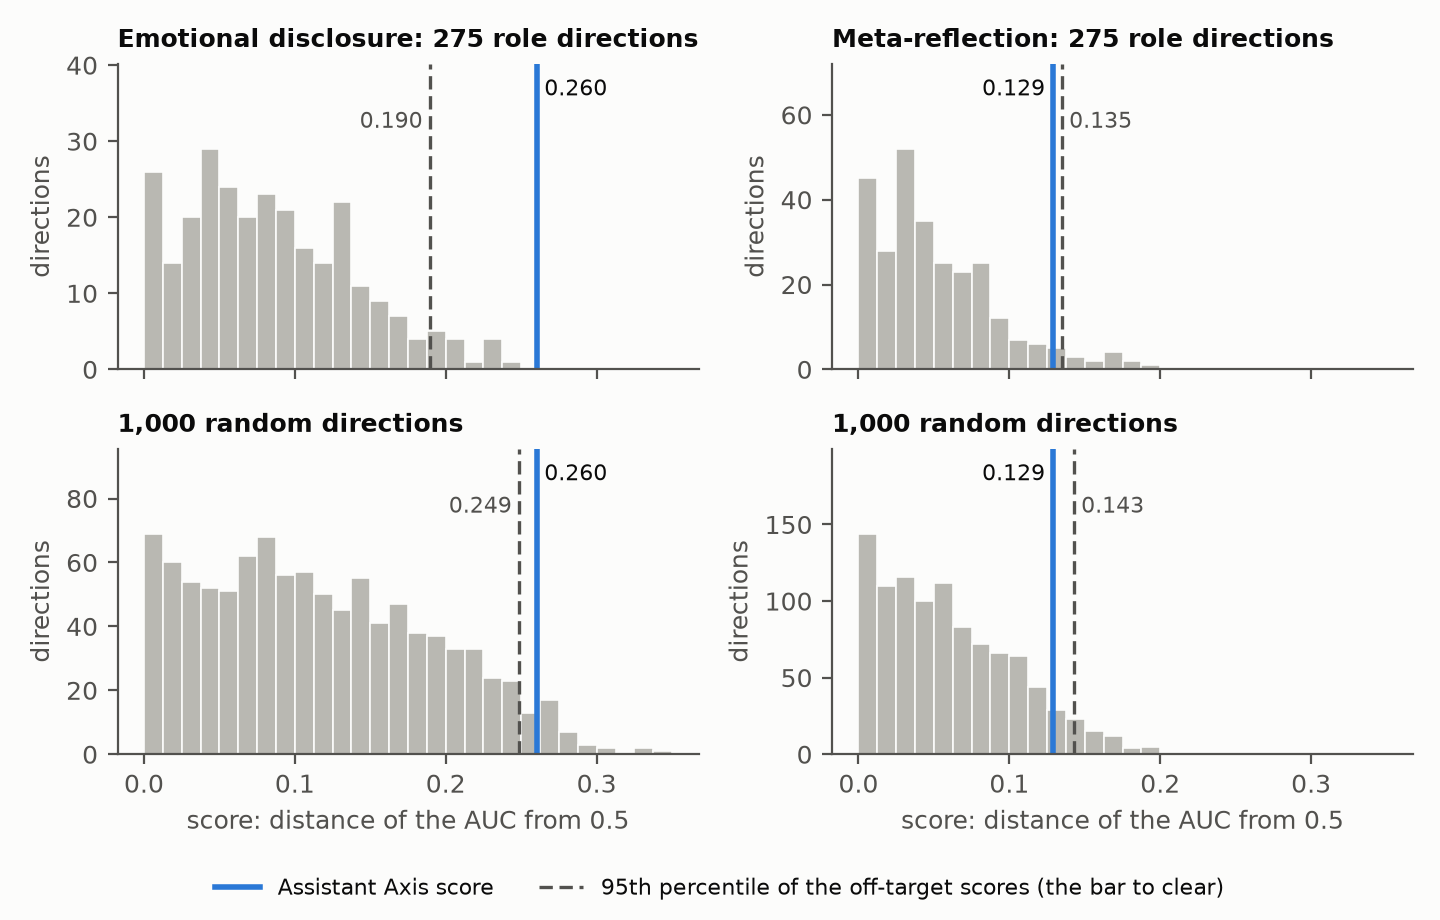 Emotional disclosure: 275 role directions
40
30
20
10
0
directions
0.190
0.260
Meta-reflection: 275 role directions
60
40
20
0
directions
0.129
0.135
1,000 random directions
80
60
40
20
0
directions
0.249
0.260
0.0 0.1 0.2 0.3
score: distance of the AUC from 0.5
1,000 random directions
150
100
50
0
directions
0.129
0.143
0.0 0.1 0.2 0.3
score: distance of the AUC from 0.5
Assistant Axis score
95th percentile of the off-target scores (the bar to clear)